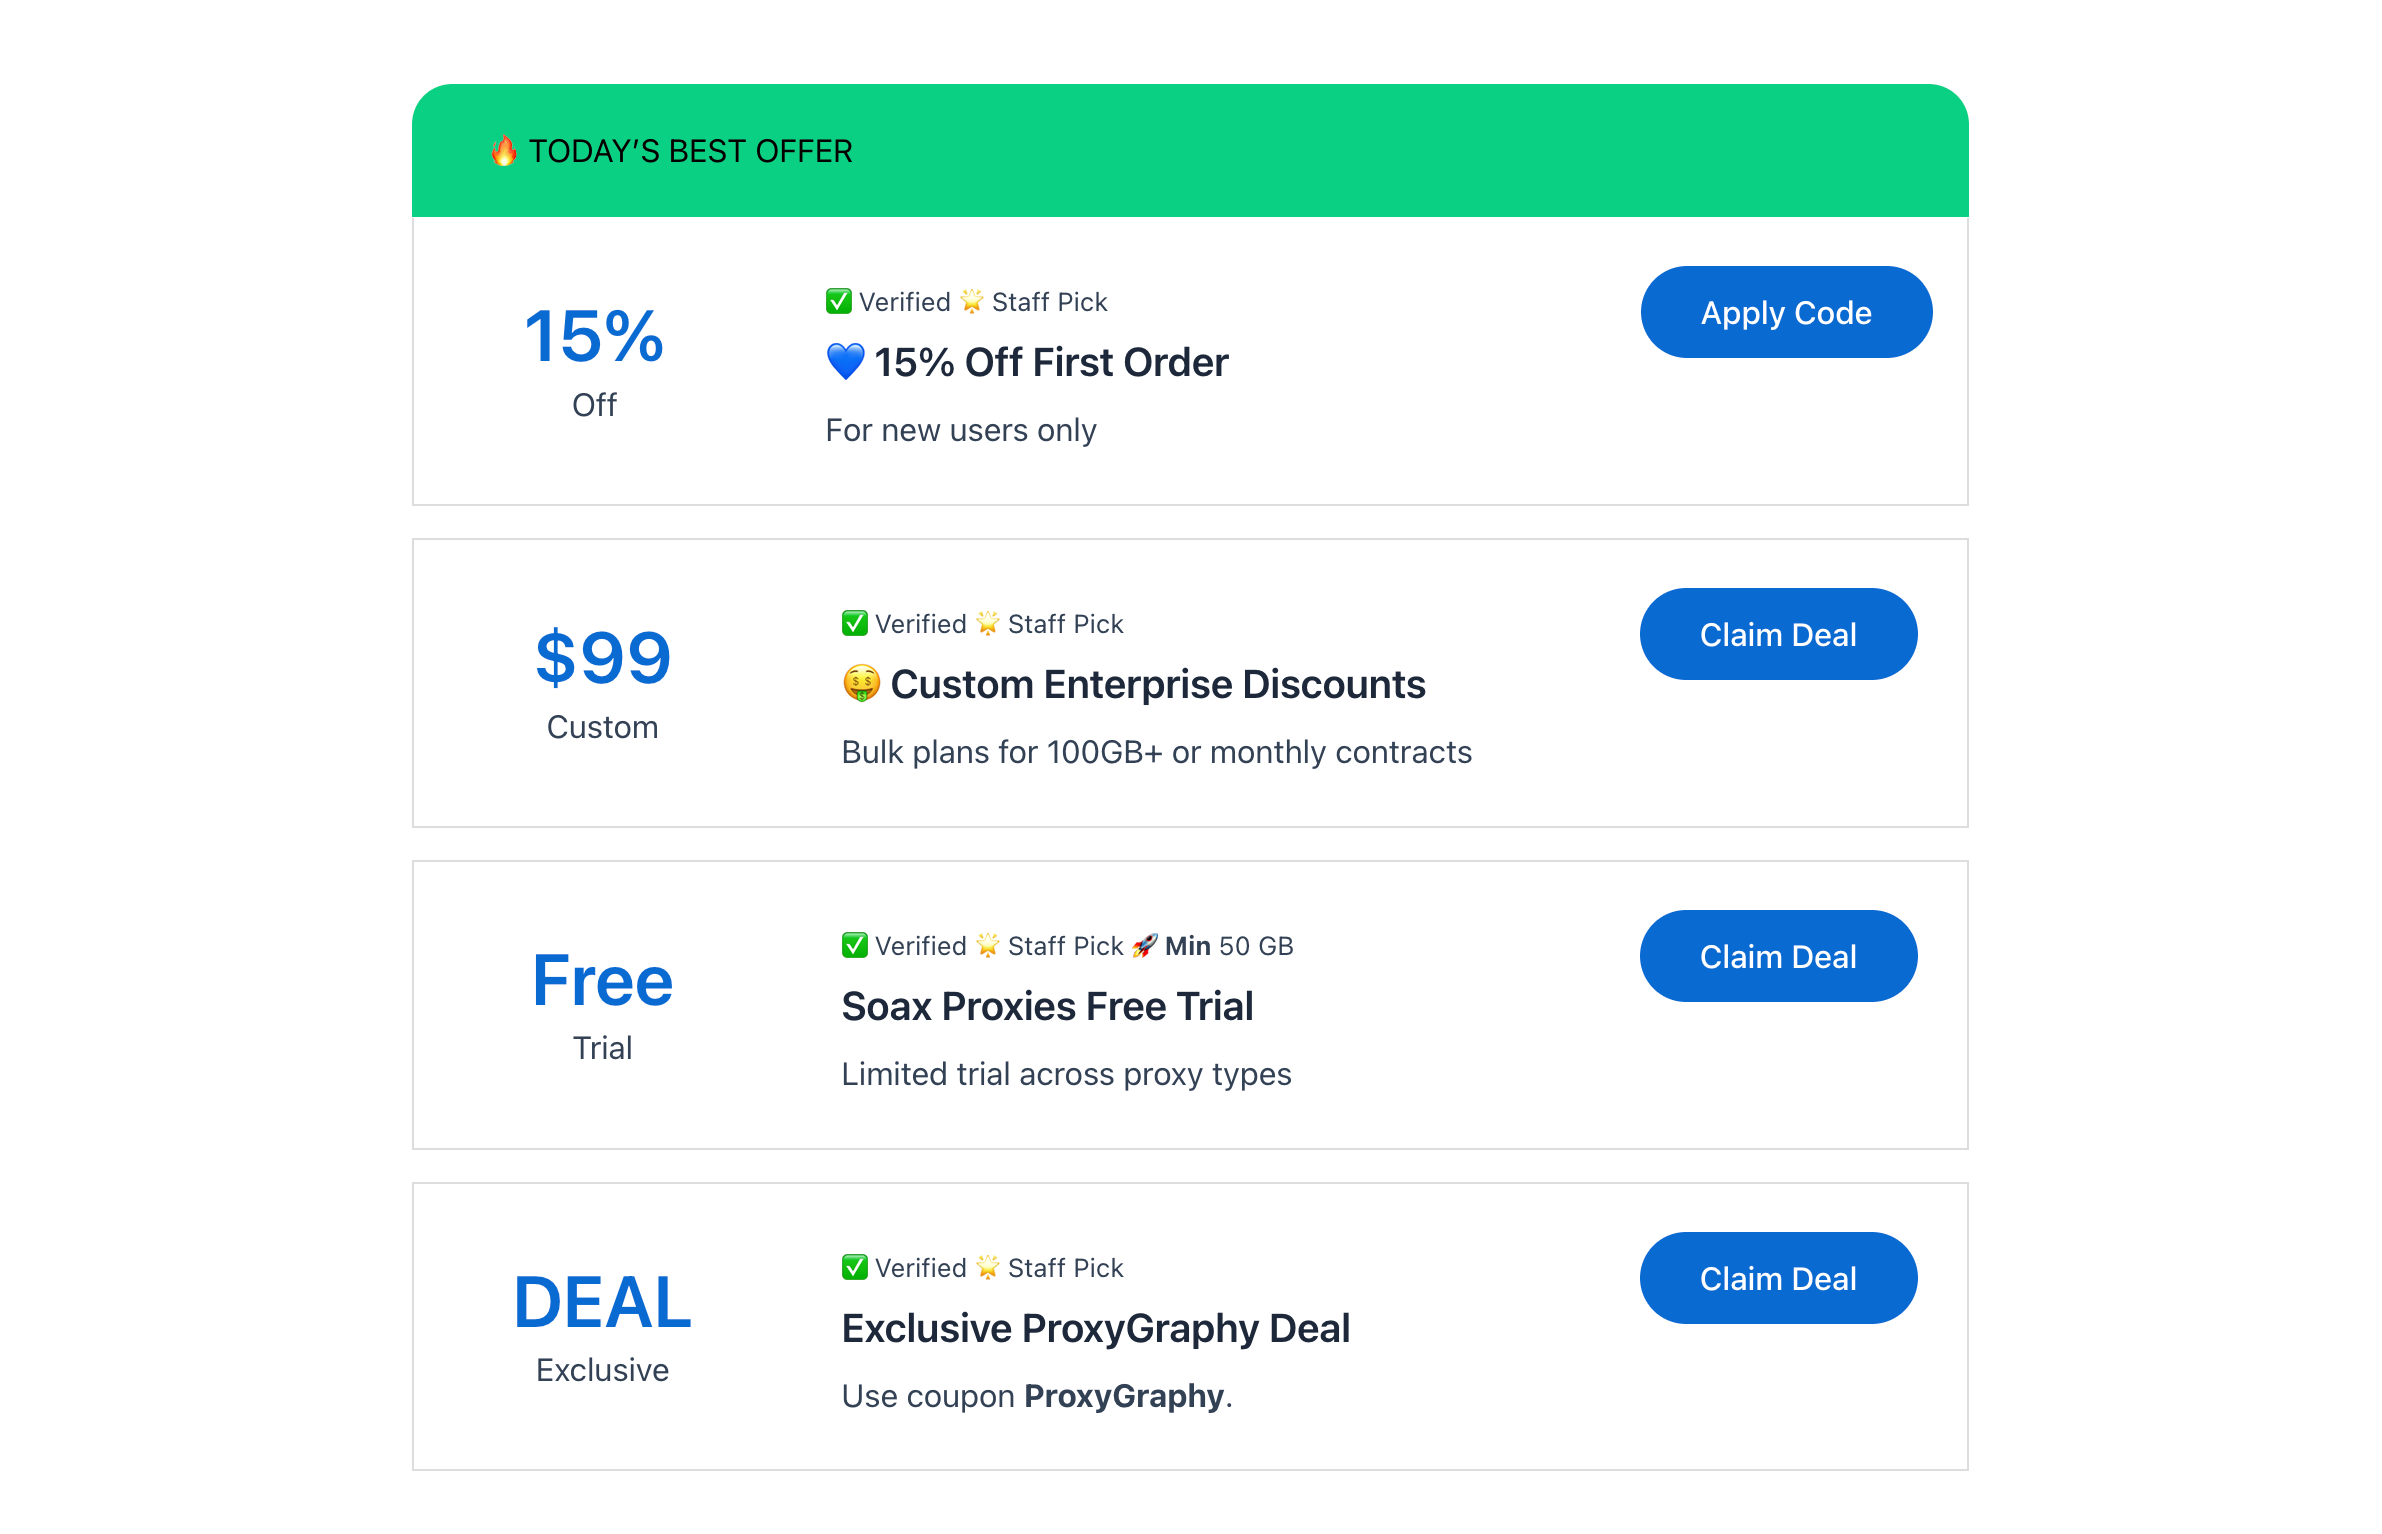 🔥 TODAY’S BEST OFFER
15%
Off
✅ Verified 🌟 Staff Pick
💙 15% Off First Order
For new users only
Apply Code
$99
Custom
✅ Verified 🌟 Staff Pick
🤑 Custom Enterprise Discounts
Bulk plans for 100GB+ or monthly contracts
Claim Deal
Free
Trial
✅ Verified 🌟 Staff Pick 🚀 Min 50 GB
Soax Proxies Free Trial
Limited trial across proxy types
Claim Deal
DEAL
Exclusive
✅ Verified 🌟 Staff Pick
Exclusive ProxyGraphy Deal
Use coupon ProxyGraphy.
Claim Deal